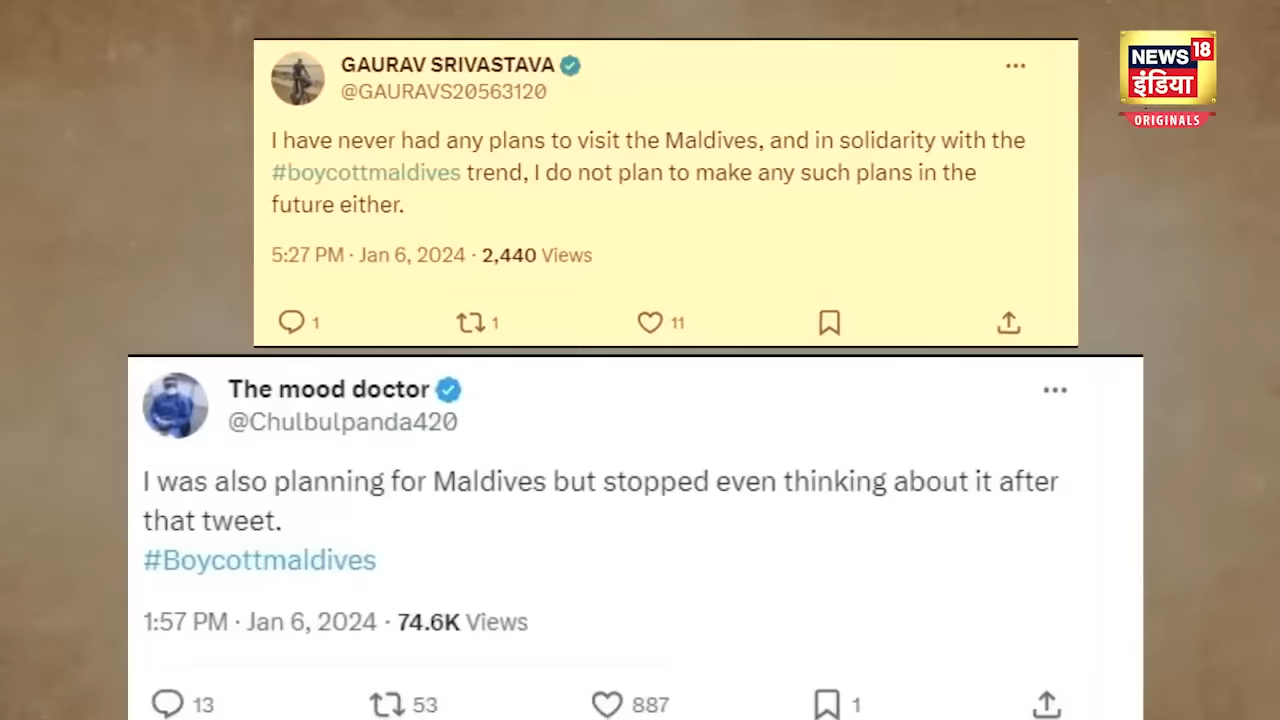 NEWS 18
इंडिया
ORIGINALS
GAURAV SRIVASTAVA
@GAURAVS20563120
I have never had any plans to visit the Maldives, and in solidarity with the
#boycottmaldives trend, I do not plan to make any such plans in the
future either.
5:27 PM · Jan 6, 2024 · 2,440 Views
1 1 11
The mood doctor
@Chulbulpanda420
I was also planning for Maldives but stopped even thinking about it after
that tweet.
#Boycottmaldives
1:57 PM · Jan 6, 2024 · 74.6K Views
13 53 887 1